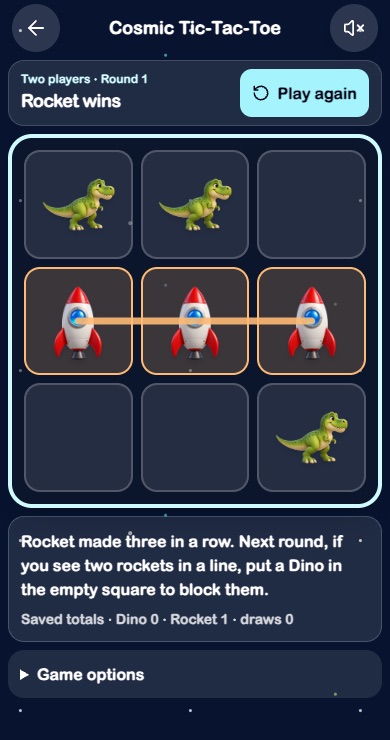 Cosmic Tic-Tac-Toe
Two players · Round 1
Rocket wins
Play again
Rocket made three in a row. Next round, if
you see two rockets in a line, put a Dino in
the empty square to block them.
Saved totals · Dino 0 · Rocket 1 · draws 0
Game options